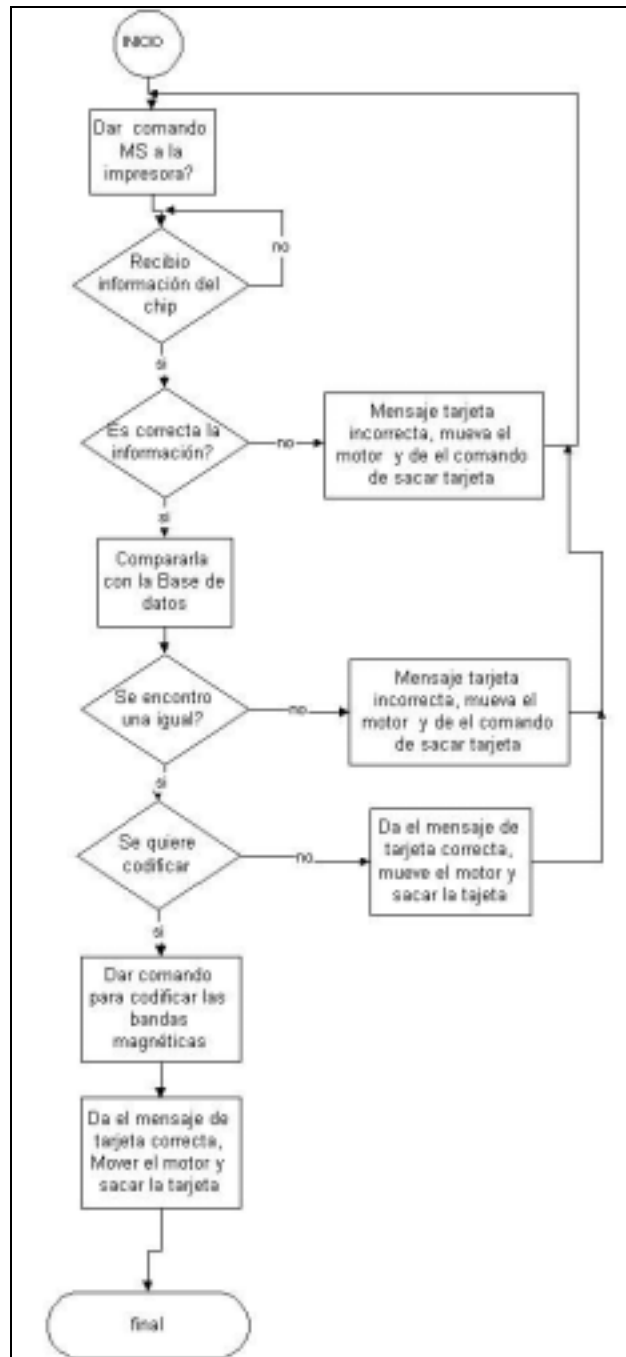 INICIO
Dar comando
MS a la
impresora?
no
Recibio
información del
chip
si
Es correcta la
información?
no
Mensaje tarjeta
incorrecta, mueva el
motor y de el comando
de sacar tarjeta
si
Compararla
con la Base de
datos
Se encontro
una igual?
no
Mensaje tarjeta
incorrecta, mueva el
motor y de el comando
de sacar tarjeta
si
Se quiere
codificar
no
Da el mensaje de
tarjeta correcta,
mueve el motor y
sacar la tajeta
si
Dar comando
para codificar las
bandas
magnéticas
Da el mensaje de
tarjeta correcta,
Mover el motor y
sacar la tarjeta
final